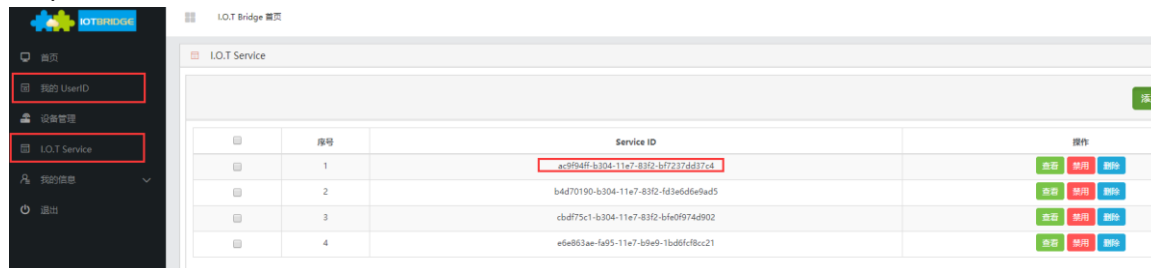 IOTBRIDGE
I.O.T Bridge 首页
首页
我的 UserID
设备管理
I.O.T Service
我的信息
退出
I.O.T Service
添
序号 Service ID 操作
1 ac9f94ff-b304-11e7-83f2-bf7237dd37c4 查看 禁用 删除
2 b4d70190-b304-11e7-83f2-fd3e6d6e9ad5 查看 禁用 删除
3 cbdf75c1-b304-11e7-83f2-bfe0f974d902 查看 禁用 删除
4 e6e863ae-fa95-11e7-b9e9-1bd6fcf8cc21 查看 禁用 删除